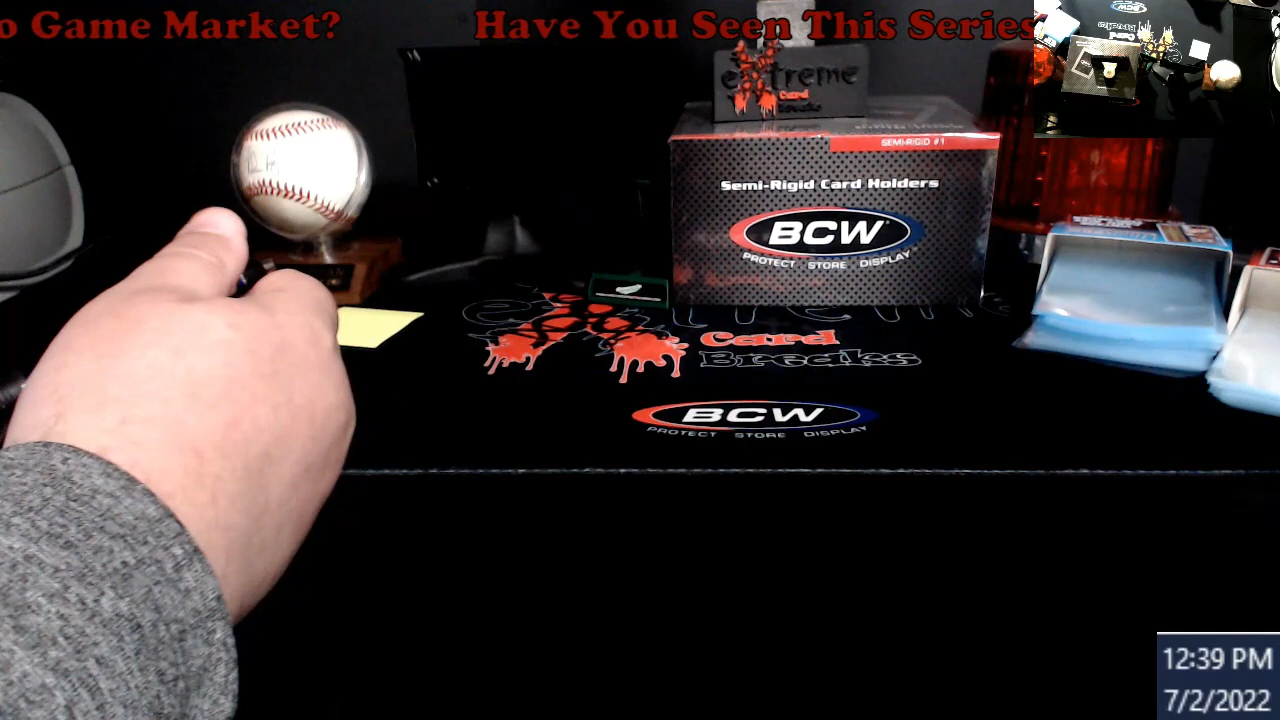 o Game Market? Have You Seen This Series
BCW
eXtreme
Card
Breaks
SEMI-RIGID #1
Semi-Rigid Card Holders
BCW
PROTECT STORE DISPLAY
extreme
Card
Breaks
BCW
PROTECT STORE DISPLAY
12:39 PM
7/2/2022